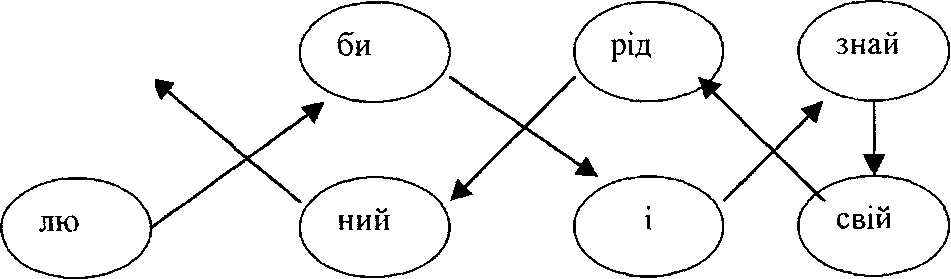 би рід знай
лю ний і свій